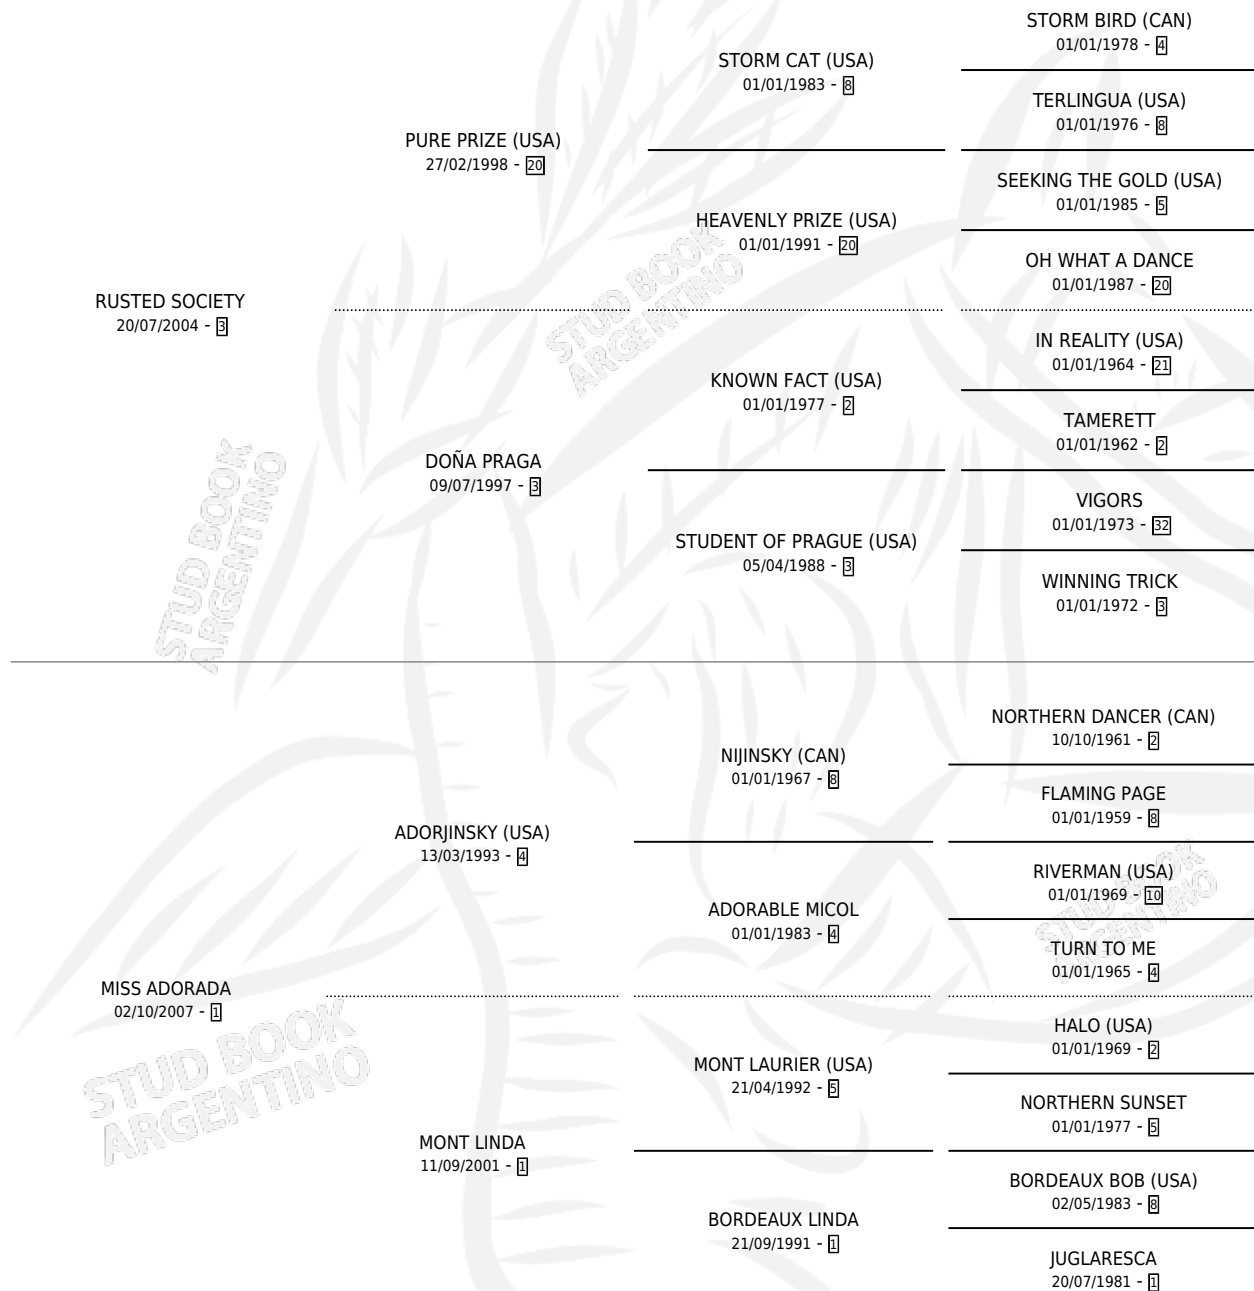 STORM BIRD (CAN)
01/01/1978 - 4
STORM CAT (USA)
01/01/1983 - 8
TERLINGUA (USA)
01/01/1976 - 8
PURE PRIZE (USA)
27/02/1998 - 20
SEEKING THE GOLD (USA)
01/01/1985 - 5
HEAVENLY PRIZE (USA)
01/01/1991 - 20
OH WHAT A DANCE
01/01/1987 - 20
RUSTED SOCIETY
20/07/2004 - 3
IN REALITY (USA)
01/01/1964 - 21
KNOWN FACT (USA)
01/01/1977 - 2
TAMERETT
01/01/1962 - 2
DOÑA PRAGA
09/07/1997 - 3
VIGORS
01/01/1973 - 32
STUDENT OF PRAGUE (USA)
05/04/1988 - 3
WINNING TRICK
01/01/1972 - 3
STUD BOOK
ARGENTINO
STUD BOOK
ARGENTINO
NORTHERN DANCER (CAN)
10/10/1961 - 2
NIJINSKY (CAN)
01/01/1967 - 8
FLAMING PAGE
01/01/1959 - 8
ADORJINSKY (USA)
13/03/1993 - 4
RIVERMAN (USA)
01/01/1969 - 10
ADORABLE MICOL
01/01/1983 - 4
TURN TO ME
01/01/1965 - 4
MISS ADORADA
02/10/2007 - 1
HALO (USA)
01/01/1969 - 2
MONT LAURIER (USA)
21/04/1992 - 5
NORTHERN SUNSET
01/01/1977 - 5
MONT LINDA
11/09/2001 - 1
BORDEAUX BOB (USA)
02/05/1983 - 8
BORDEAUX LINDA
21/09/1991 - 1
JUGLARESCA
20/07/1981 - 1
STUD BOOK
ARGENTINO
STUD BOOK
ARGENTINO